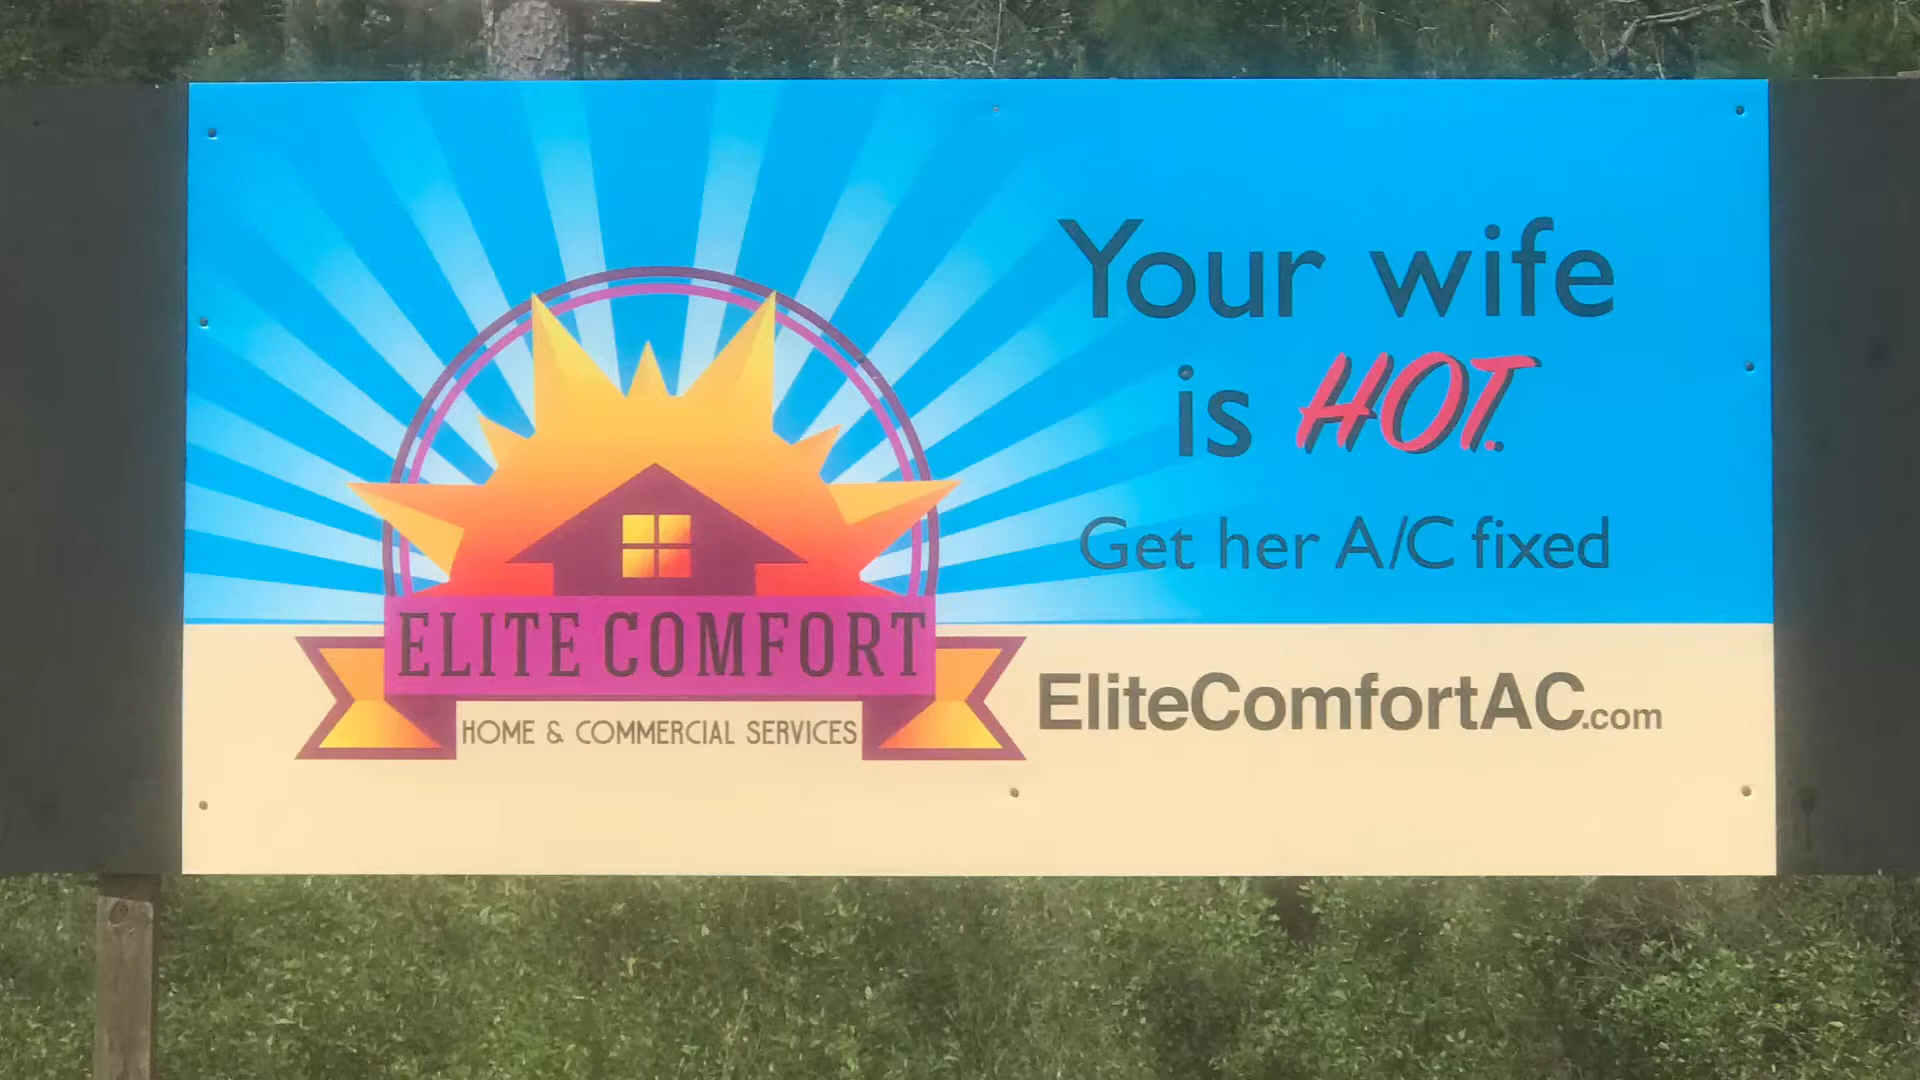 Your wife
is HOT.
Get her A/C fixed
ELITE COMFORT
HOME & COMMERCIAL SERVICES
EliteComfortAC.com